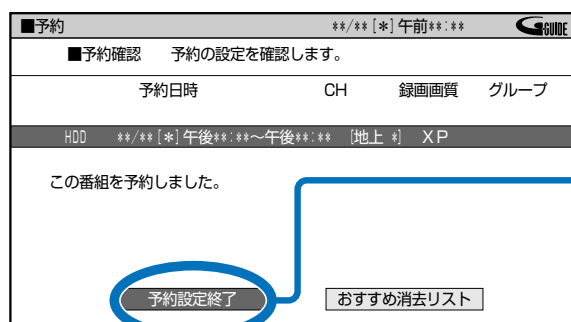 ■予約 **/** [*] 午前**:** GGUIDE
■予約確認 予約の設定を確認します。
予約日時 CH 録画画質 グループ
HDD **/** [*] 午後**:**〜午後**:** [地上 *] XP
この番組を予約しました。
予約設定終了 おすすめ消去リスト